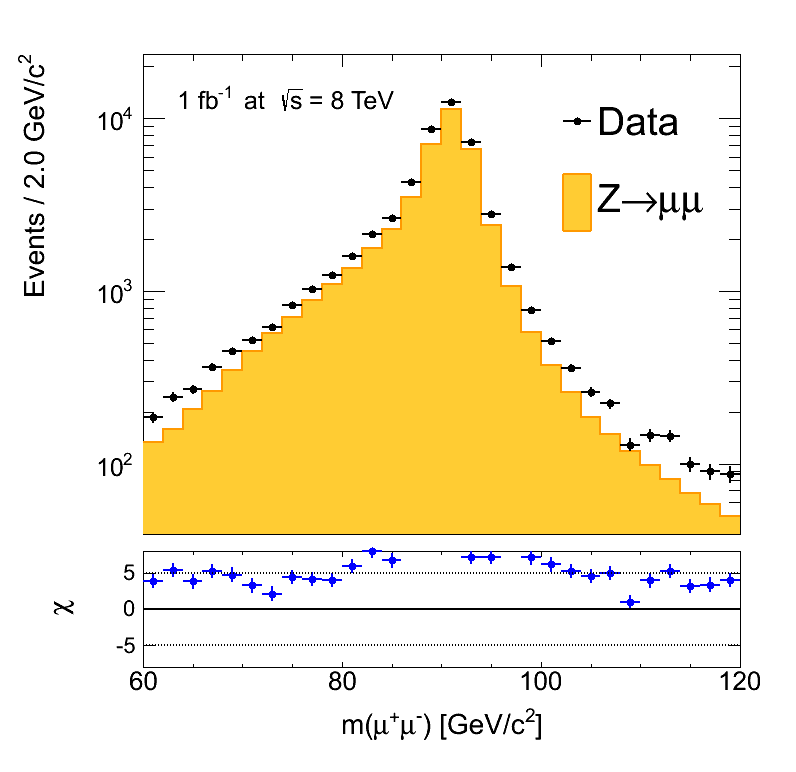 Events / 2.0 GeV/c²
1 fb⁻¹ at √s = 8 TeV
Data
Z→μμ
10⁴
10³
10²
χ
5
0
-5
60 80 100 120
m(μ⁺μ⁻) [GeV/c²]